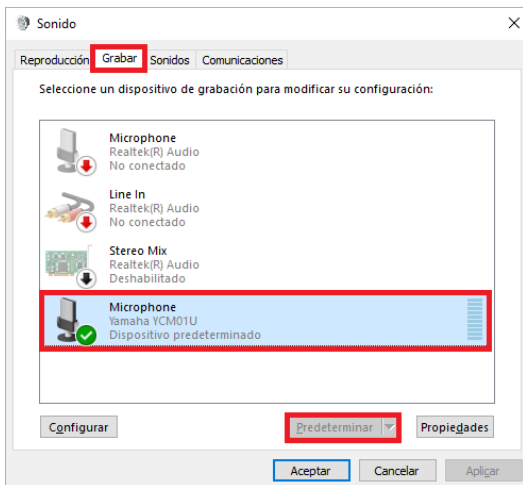 Sonido
Reproducción Grabar Sonidos Comunicaciones
Seleccione un dispositivo de grabación para modificar su configuración:
Microphone
Realtek(R) Audio
No conectado
Line In
Realtek(R) Audio
No conectado
Stereo Mix
Realtek(R) Audio
Deshabilitado
Microphone
Yamaha YCM01U
Dispositivo predeterminado
Configurar Predeterminar Propiedades
Aceptar Cancelar Aplicar